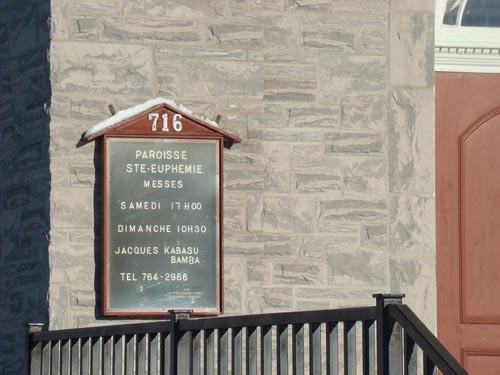 716
PAROISSE
STE-EUPHEMIE
MESSES
SAMEDI 17H00
DIMANCHE 10H30
JACQUES KABASU
BAMBA
TEL 764-2966